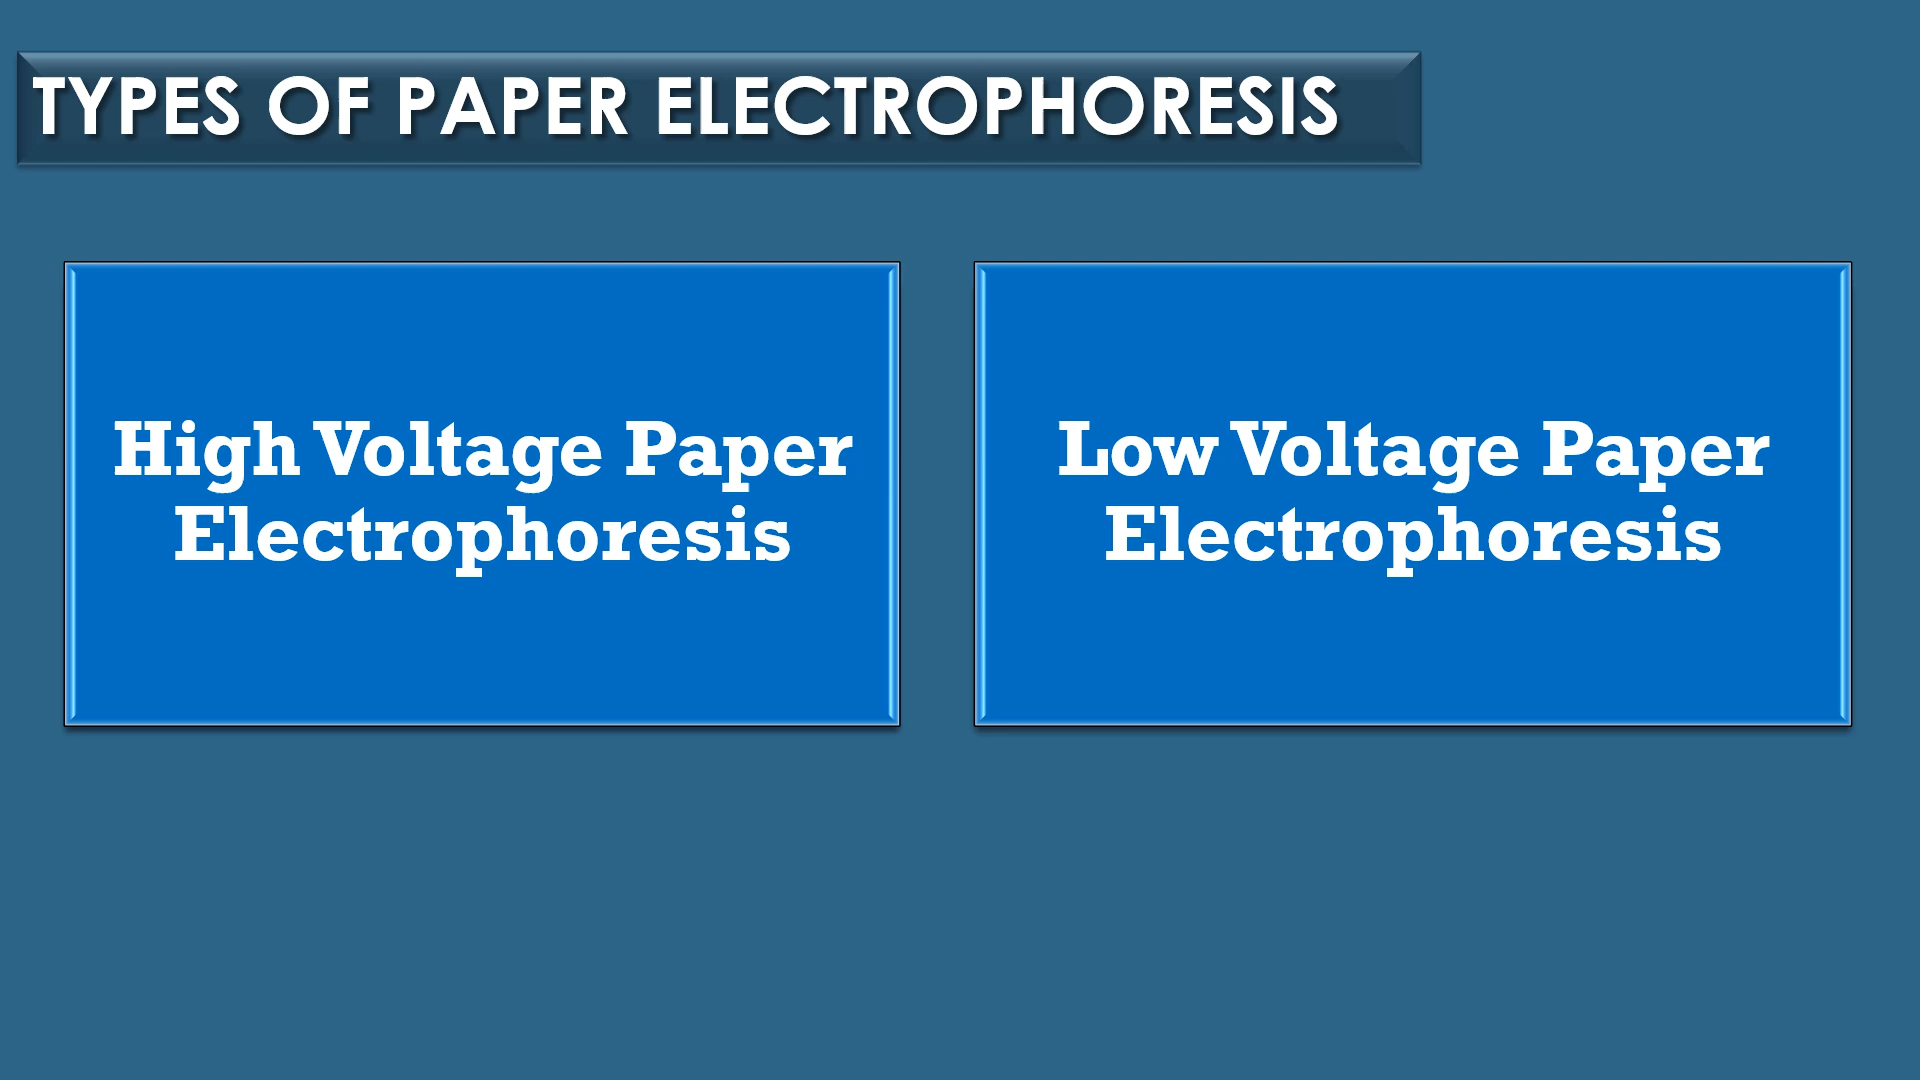 TYPES OF PAPER ELECTROPHORESIS
High Voltage Paper
Electrophoresis
Low Voltage Paper
Electrophoresis